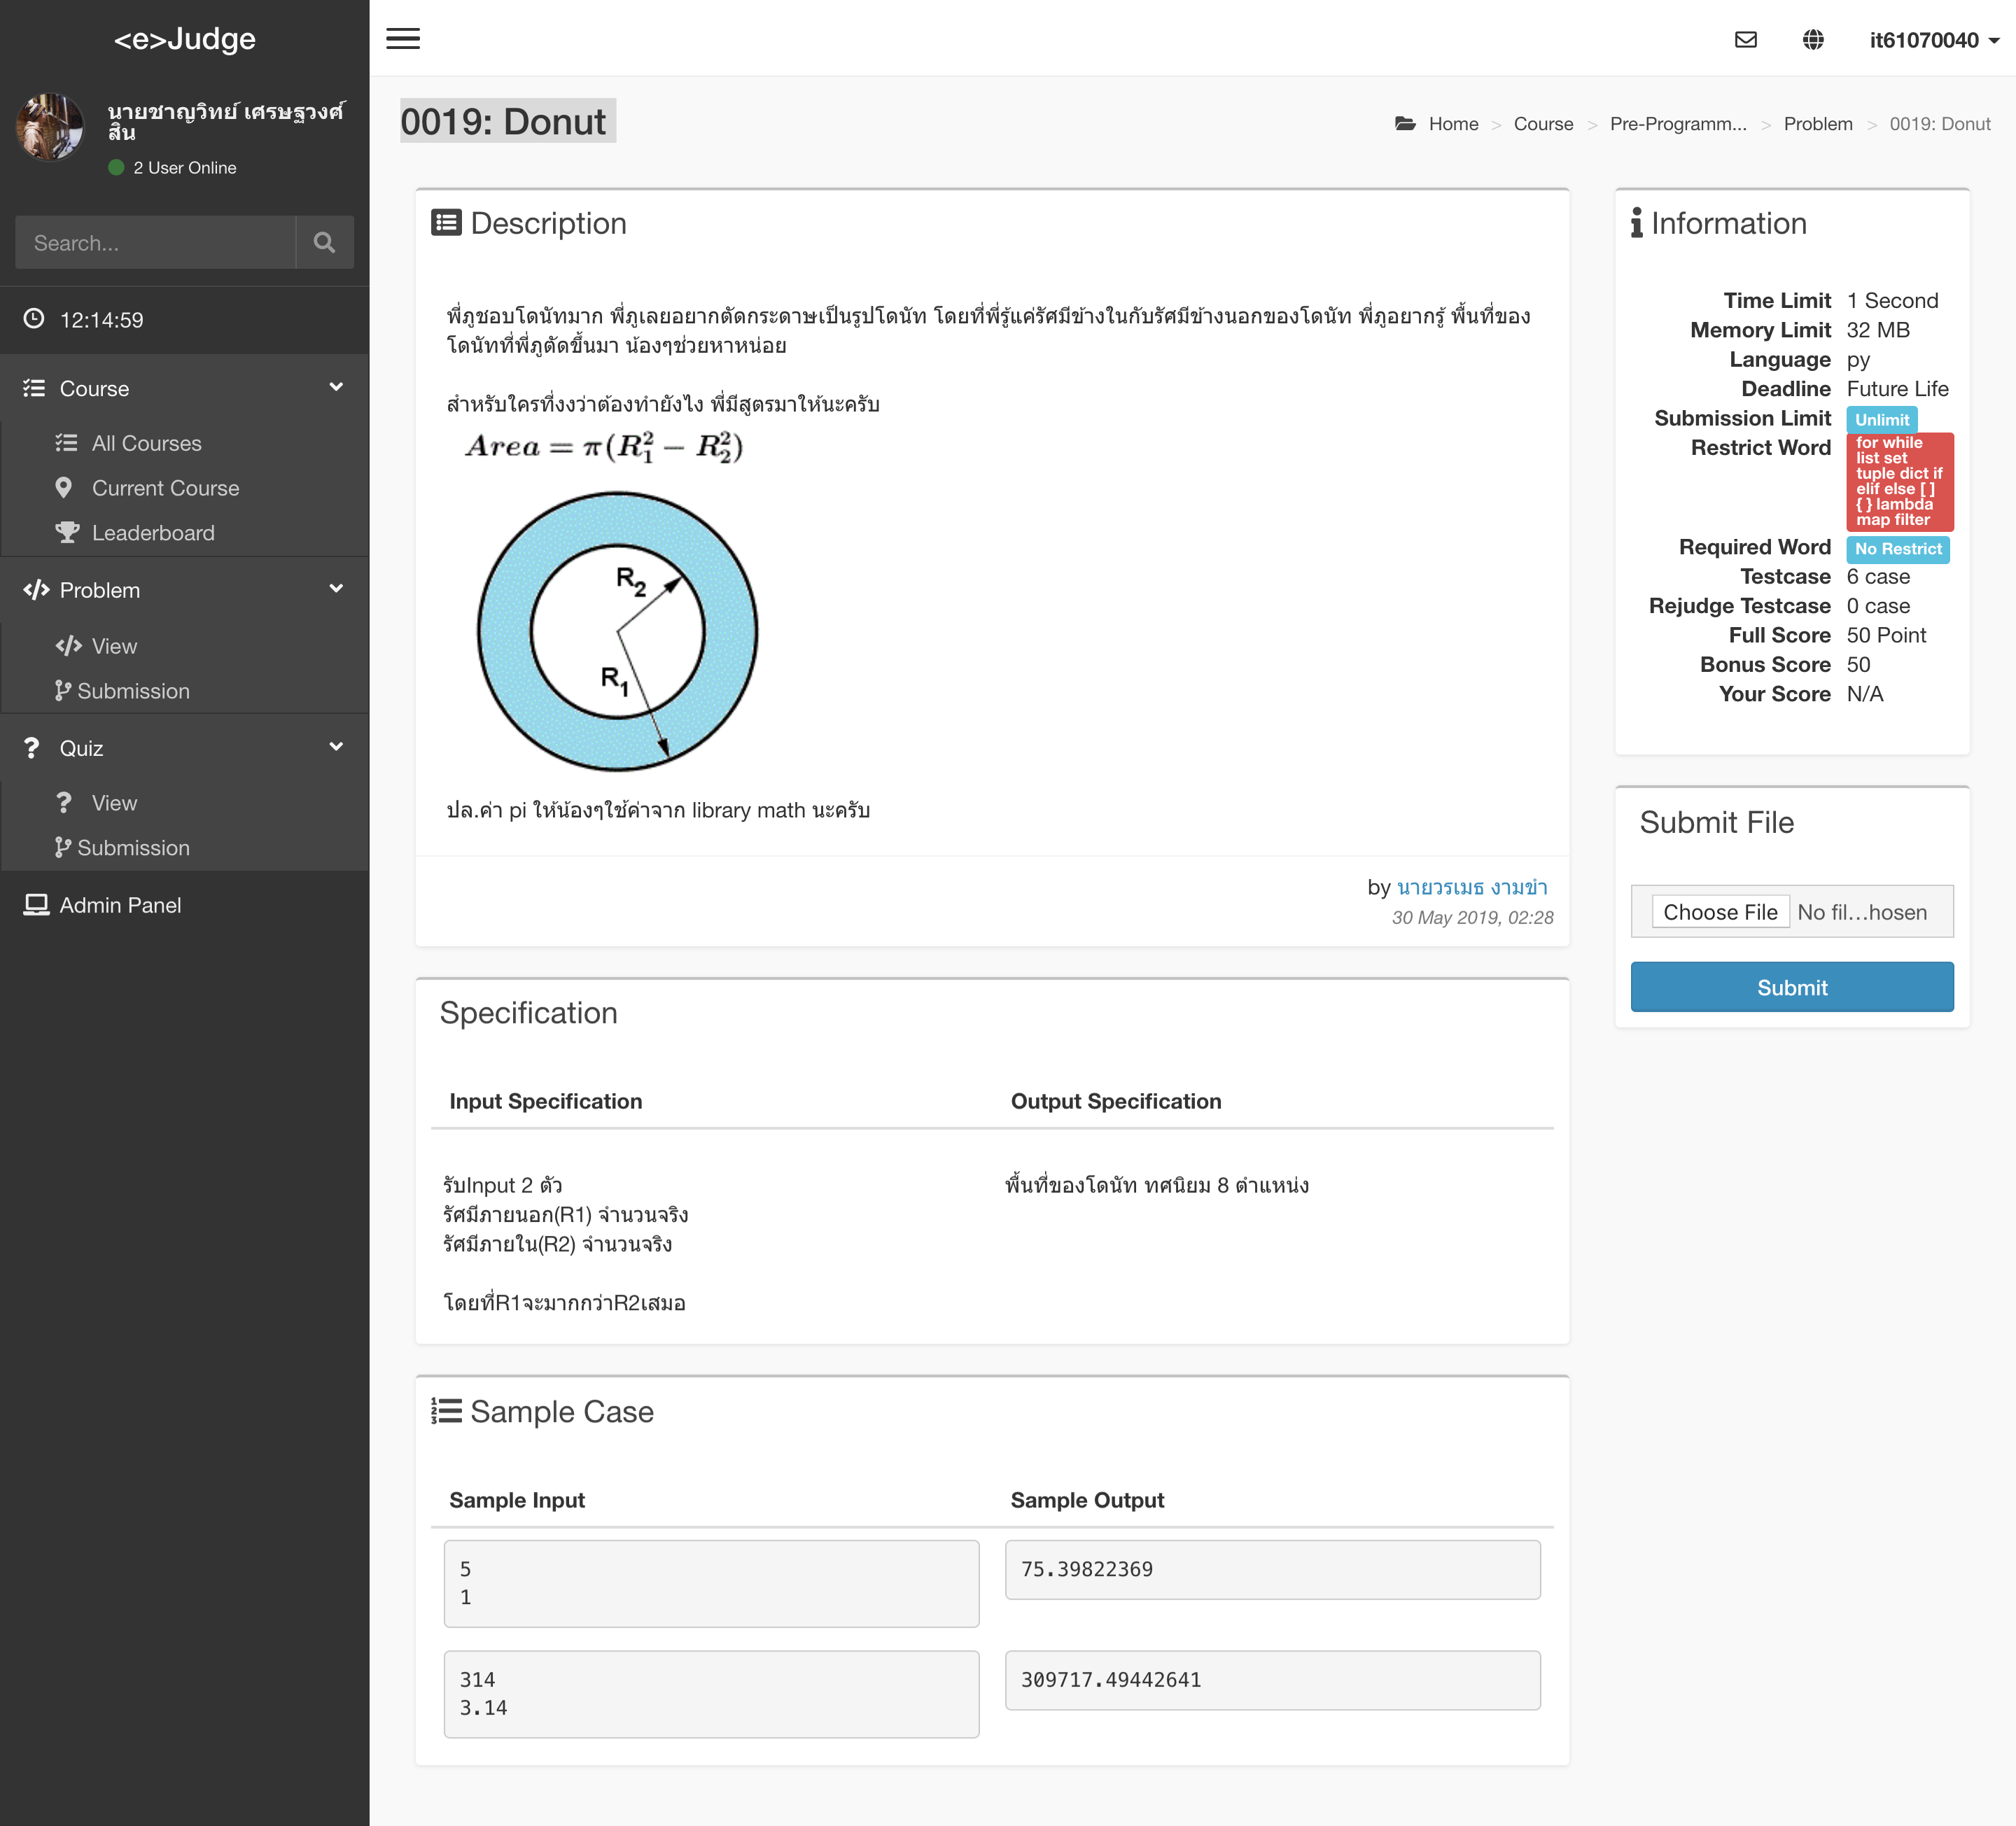 <e>Judge
it61070040
นายชาญวิทย์ เศรษฐวงศ์
สิน
2 User Online
Search...
12:14:59
Course
All Courses
Current Course
Leaderboard
Problem
View
Submission
Quiz
View
Submission
Admin Panel
0019: Donut
Home > Course > Pre-Programm... > Problem > 0019: Donut
Description
พี่ภูชอบโดนัทมาก พี่ภูเลยอยากตัดกระดาษเป็นรูปโดนัท โดยที่พี่รู้แค่รัศมีข้างในกับรัศมีข้างนอกของโดนัท พี่ภูอยากรู้ พื้นที่ของ
โดนัทที่พี่ภูตัดขึ้นมา น้องๆช่วยหาหน่อย
สำหรับใครที่งงว่าต้องทำยังไง พี่มีสูตรมาให้นะครับ
Area = π(R₁² − R₂²)
R₂
R₁
ปล.ค่า pi ให้น้องๆใช้ค่าจาก library math นะครับ
by นายวรเมธ งามขำ
30 May 2019, 02:28
Specification
Input Specification
Output Specification
รับInput 2 ตัว
รัศมีภายนอก(R1) จำนวนจริง
รัศมีภายใน(R2) จำนวนจริง
โดยที่R1จะมากกว่าR2เสมอ
พื้นที่ของโดนัท ทศนิยม 8 ตำแหน่ง
Sample Case
Sample Input
Sample Output
5
1
75.39822369
314
3.14
309717.49442641
Information
Time Limit 1 Second
Memory Limit 32 MB
Language py
Deadline Future Life
Submission Limit Unlimit
Restrict Word for while
list set
tuple dict if
elif else [ ]
{ } lambda
map filter
Required Word No Restrict
Testcase 6 case
Rejudge Testcase 0 case
Full Score 50 Point
Bonus Score 50
Your Score N/A
Submit File
Choose File No fil...hosen
Submit